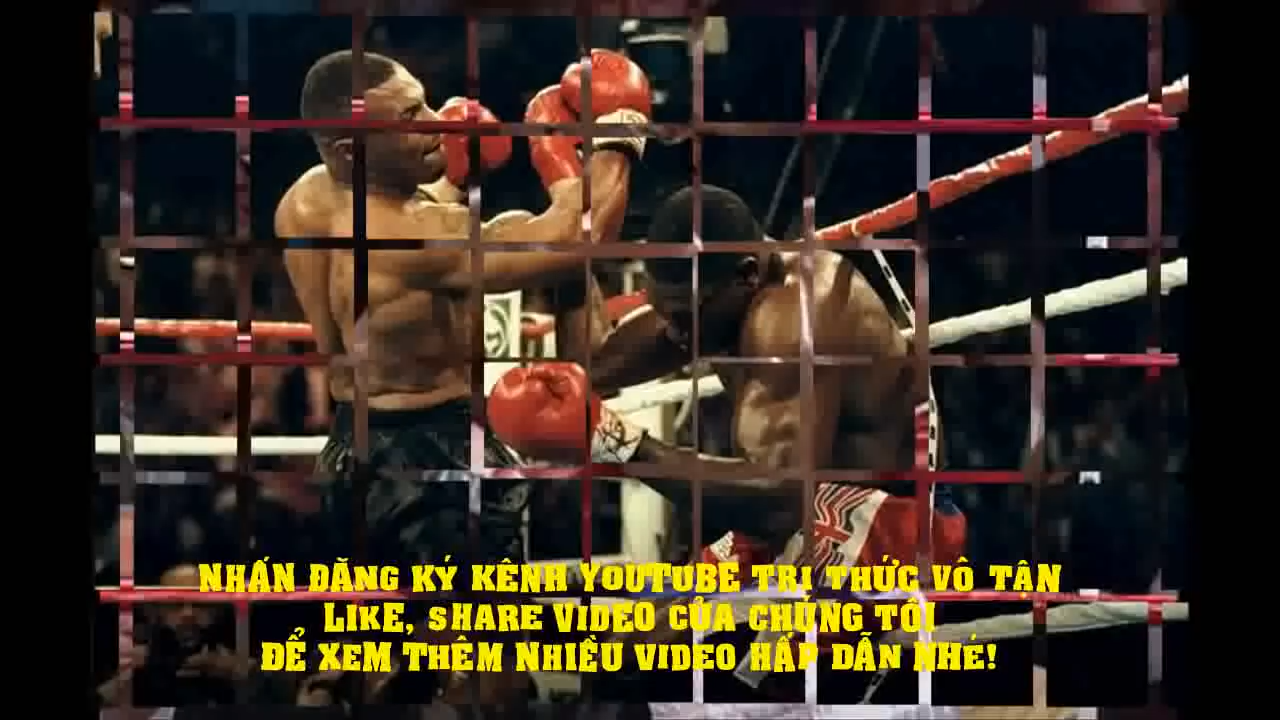 NHẤN ĐĂNG KÝ KÊNH YOUTUBE TRI THỨC VÔ TẬN
LIKE, SHARE VIDEO CỦA CHÚNG TÔI
ĐỂ XEM THÊM NHIỀU VIDEO HẤP DẪN NHÉ!